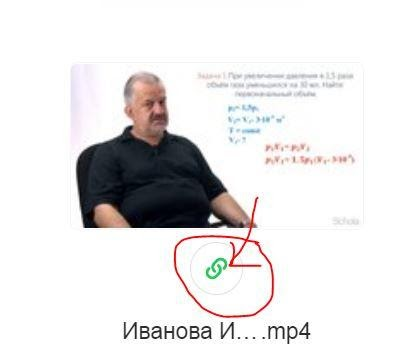 Задача 1.При увеличении давления в 1,5 раза
объем газа уменьшился на 30 мл. Найти
первоначальный объем.
p₂= 1,5p₁
V₂= V₁- 3·10⁻⁵ м³
T = const
V₁- ?
p₁V₁= p₂V₂
p₁V₁= 1,5p₁(V₁- 3·10⁻⁵)
Schola
Иванова И... .mp4